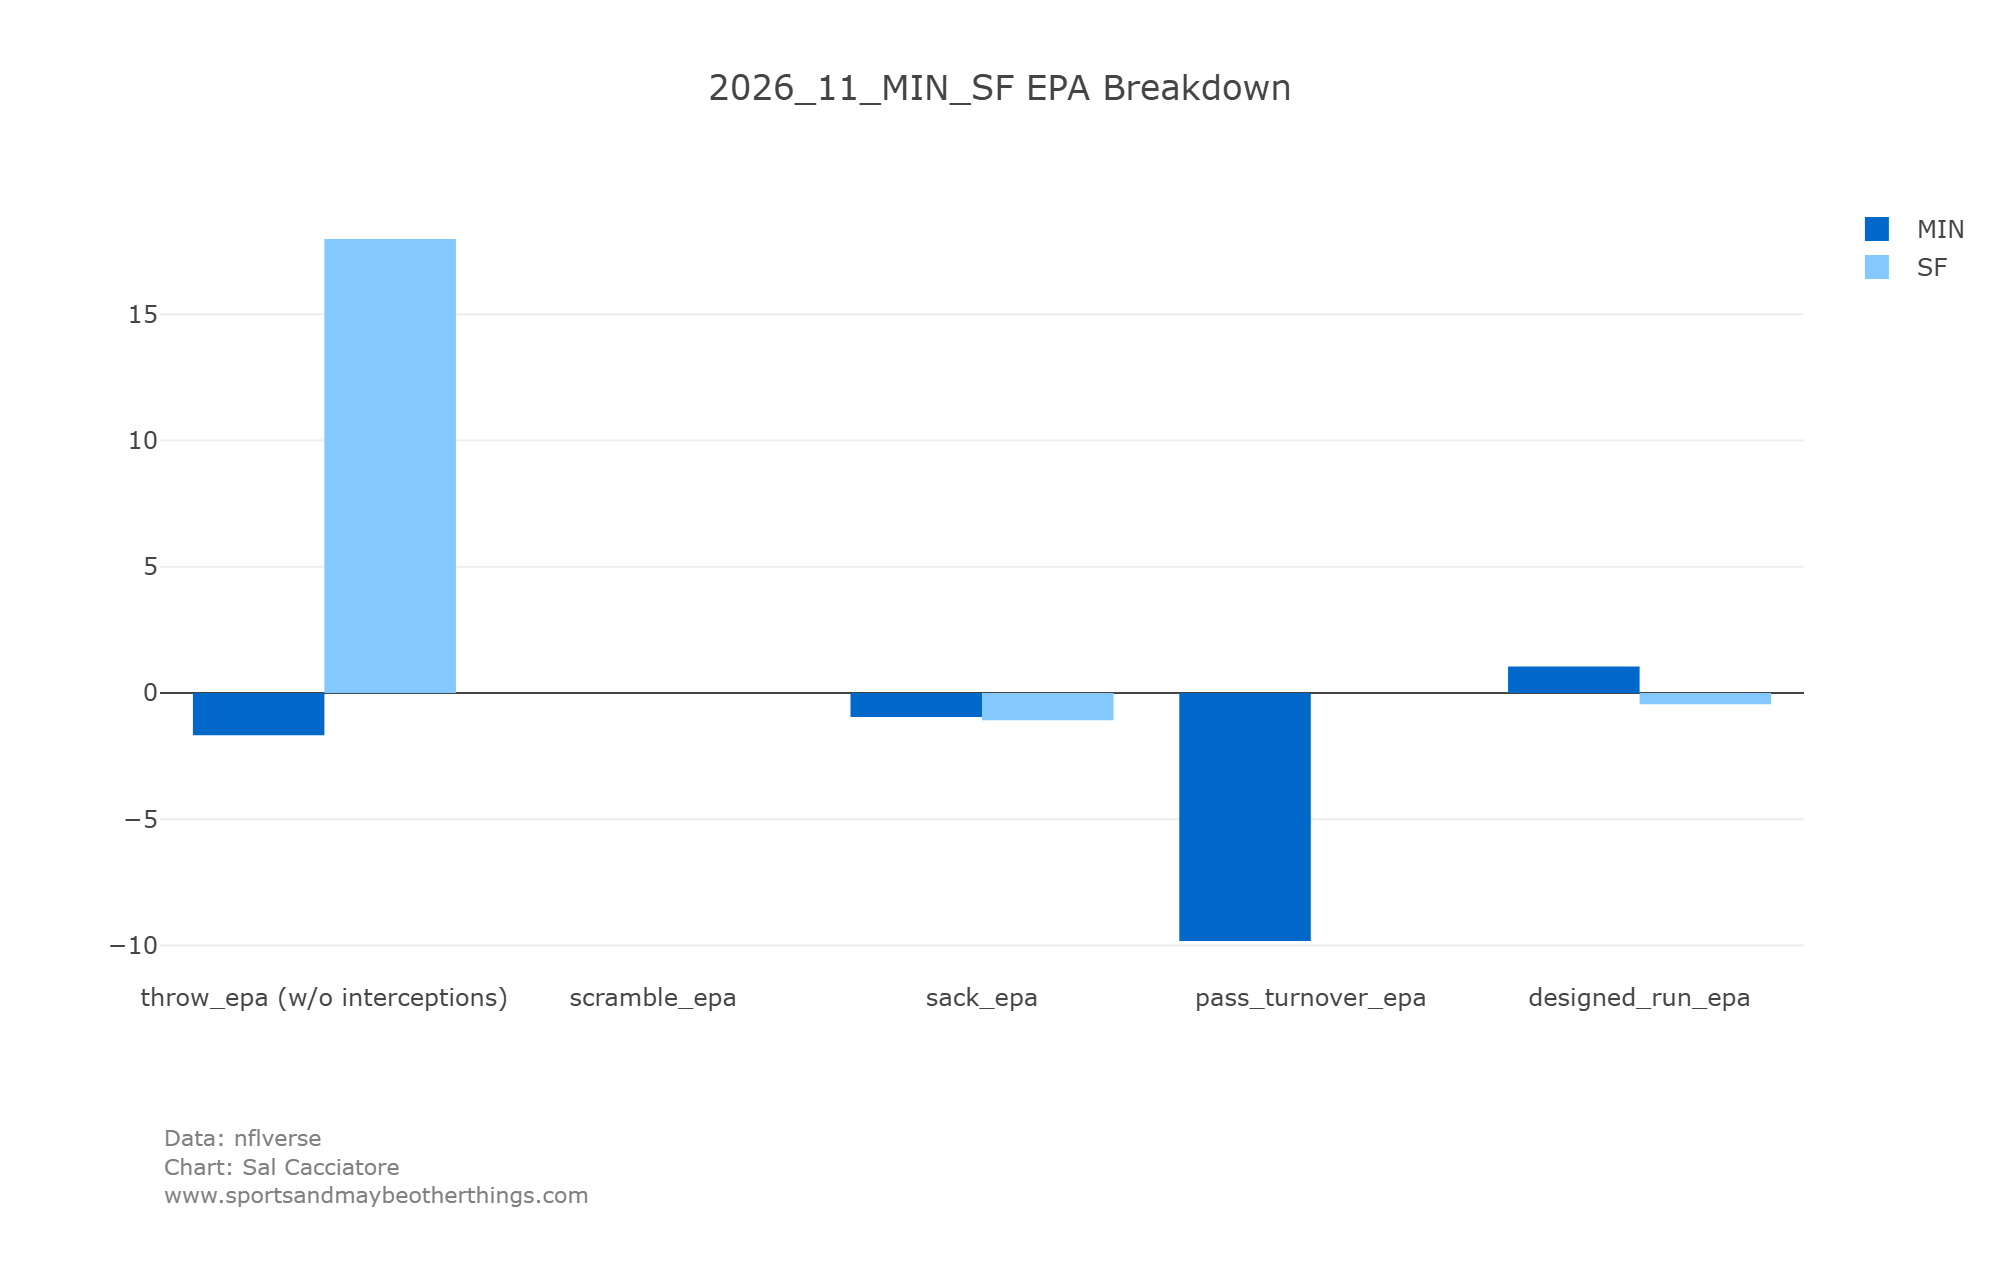 2026_11_MIN_SF EPA Breakdown
MIN
SF
15
10
5
0
−5
−10
throw_epa (w/o interceptions)
scramble_epa
sack_epa
pass_turnover_epa
designed_run_epa
Data: nflverse
Chart: Sal Cacciatore
www.sportsandmaybeotherthings.com